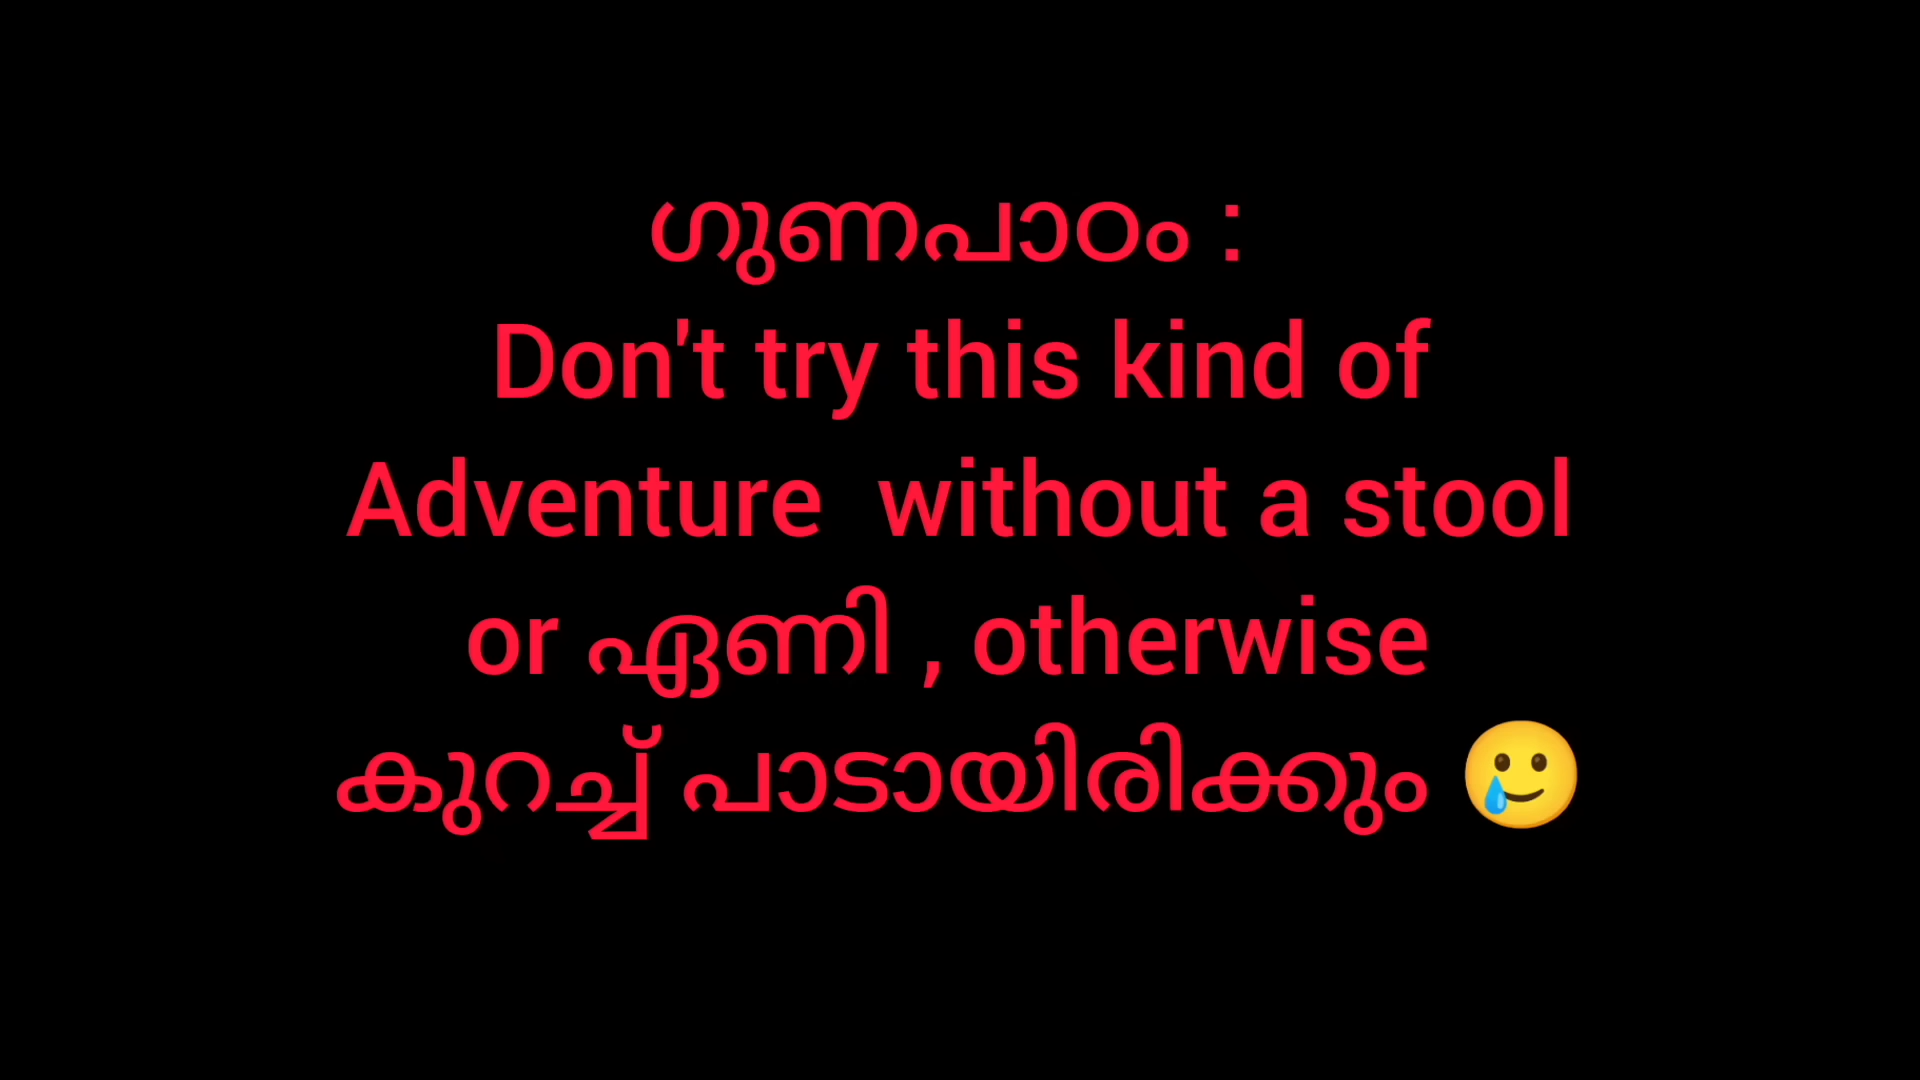 ഗുണപാഠം :
Don't try this kind of
Adventure  without a stool
or ഏണി , otherwise
കുറച്ച് പാടായിരിക്കും 🥲